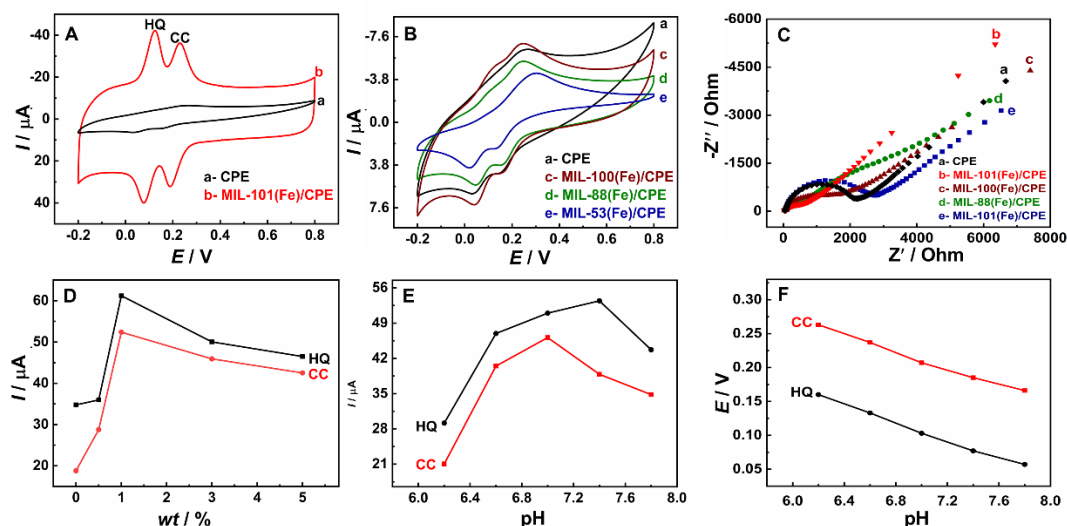 A
HQ
CC
b
a
-40
-20
0
20
40
I / μA
-0.2
0.0
0.2
0.4
0.6
0.8
E / V
a- CPE
b- MIL-101(Fe)/CPE
B
a
c
d
e
-7.6
-3.8
0.0
3.8
7.6
I / μA
-0.2
0.0
0.2
0.4
0.6
0.8
E / V
a- CPE
c- MIL-100(Fe)/CPE
d- MIL-88(Fe)/CPE
e- MIL-53(Fe)/CPE
C
b
c
a
d
e
-6000
-4500
-3000
-1500
0
-Z'' / Ohm
0
2000
4000
6000
8000
Z' / Ohm
a- CPE
b- MIL-101(Fe)/CPE
c- MIL-100(Fe)/CPE
d- MIL-88(Fe)/CPE
e- MIL-101(Fe)/CPE
D
60
50
40
30
20
I / μA
HQ
CC
0
1
2
3
4
5
wt / %
E
56
49
42
35
28
21
I / μA
HQ
CC
6.0
6.4
6.8
7.2
7.6
8.0
pH
F
0.30
0.25
0.20
0.15
0.10
0.05
E / V
CC
HQ
6.0
6.4
6.8
7.2
7.6
8.0
pH